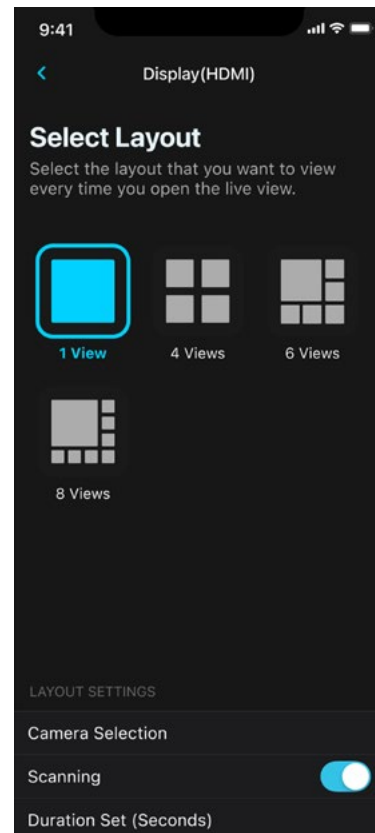 9:41
Display(HDMI)
Select Layout
Select the layout that you want to view
every time you open the live view.
1 View
4 Views
6 Views
8 Views
LAYOUT SETTINGS
Camera Selection
Scanning
Duration Set (Seconds)